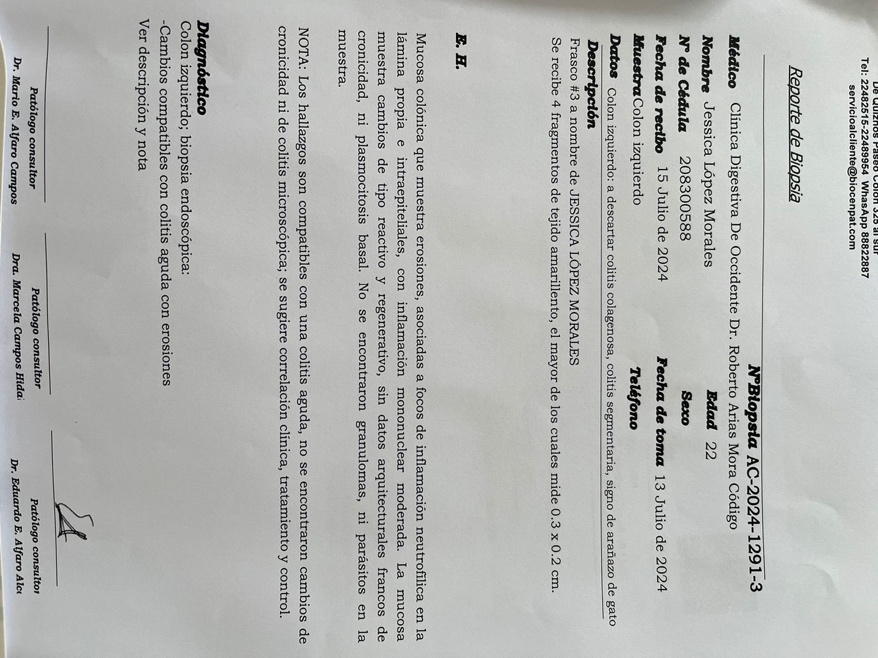 De Quiznos Paseo Colón 325 al sur
Tel: 22482515-22489954 WhatsApp 88822887
servicioalcliente@biocenpat.com
Reporte de Biopsia
NºBiopsia AC-2024-1291-3
Médico Clinica Digestiva De Occidente Dr. Roberto Arias Mora Código
Nombre Jessica López Morales Edad 22
Nº de Cédula 208300588 Sexo
Fecha de recibo 15 Julio de 2024 Fecha de toma 13 Julio de 2024
Muestra Colon izquierdo Teléfono
Datos Colon izquierdo: a descartar colitis colagenosa, colitis segmentaria, signo de arañazo de gato
Descripción
Frasco #3 a nombre de JESSICA LÓPEZ MORALES
Se recibe 4 fragmentos de tejido amarillento, el mayor de los cuales mide 0.3 x 0.2 cm.
E. H.
Mucosa colónica que muestra erosiones, asociadas a focos de inflamación neutrofílica en la
lámina propia e intraepiteliales, con inflamación mononuclear moderada. La mucosa
muestra cambios de tipo reactivo y regenerativo, sin datos arquitecturales francos de
cronicidad, ni plasmocitosis basal. No se encontraron granulomas, ni parásitos en la
muestra.
NOTA: Los hallazgos son compatibles con una colitis aguda, no se encontraron cambios de
cronicidad ni de colitis microscópica; se sugiere correlación clínica, tratamiento y control.
Diagnóstico
Colon izquierdo; biopsia endoscópica:
-Cambios compatibles con colitis aguda con erosiones
Ver descripción y nota
Patólogo consultor Patólogo consultor Patólogo consultor
Dr. Mario E. Alfaro Campos Dra. Marcela Campos Hida Dr. Eduardo E. Alfaro Alc